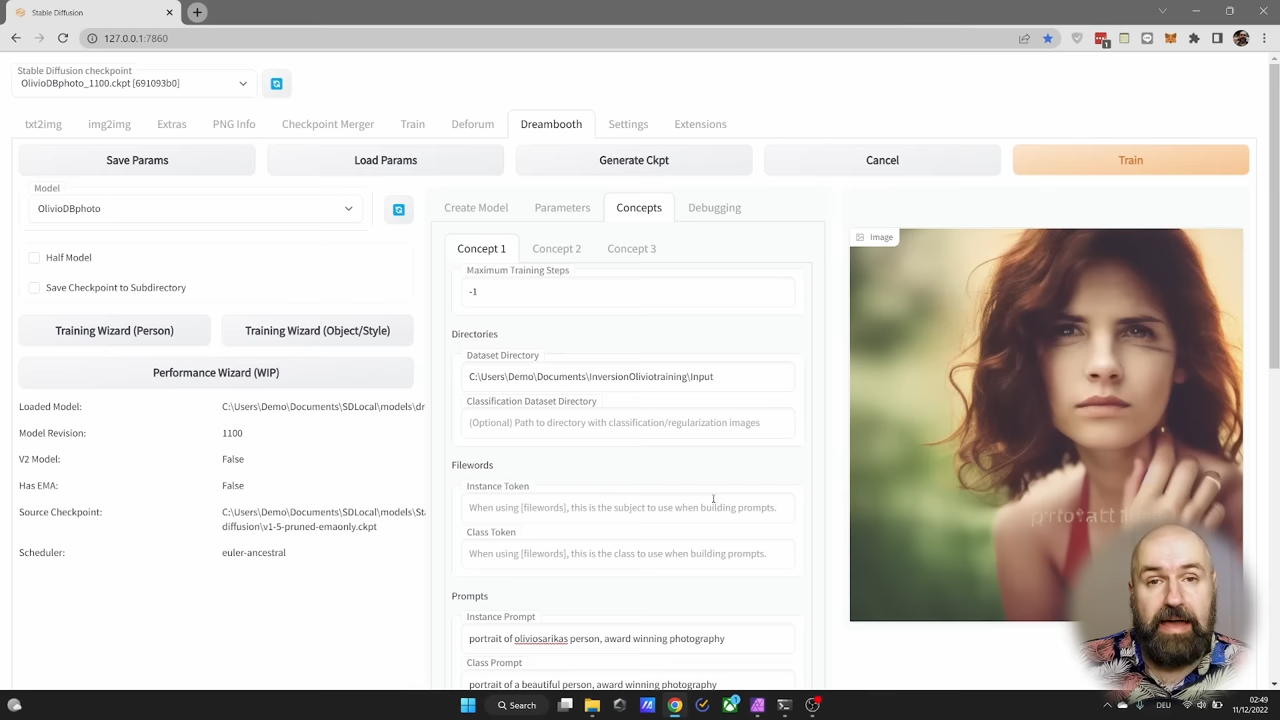 Stable Diffusion
127.0.0.1:7860
1
Stable Diffusion checkpoint
OlivioDBphoto_1100.ckpt [691093b0]
txt2img img2img Extras PNG Info Checkpoint Merger Train Deforum Dreambooth Settings Extensions
Save Params Load Params Generate Ckpt Cancel Train
Model
OlivioDBphoto
Create Model Parameters Concepts Debugging
Image
Half Model
Concept 1 Concept 2 Concept 3
Save Checkpoint to Subdirectory
Maximum Training Steps
-1
Training Wizard (Person) Training Wizard (Object/Style)
Directories
Performance Wizard (WIP)
Dataset Directory
C:\Users\Demo\Documents\InversionOliviotraining\Input
Classification Dataset Directory
(Optional) Path to directory with classification/regularization images
Loaded Model: C:\Users\Demo\Documents\SDLocal\models\dr
Model Revision: 1100
V2 Model: False
Has EMA: False
Source Checkpoint: C:\Users\Demo\Documents\SDLocal\models\Sta
diffusion\v1-5-pruned-emaonly.ckpt
Scheduler: euler-ancestral
Filewords
Instance Token
When using [filewords], this is the subject to use when building prompts.
Class Token
When using [filewords], this is the class to use when building prompts.
Prompts
Instance Prompt
portrait of oliviosarikas person, award winning photography
Class Prompt
portrait of a beautiful person, award winning photography
Search
1
DEU
02:49
11/12/2022